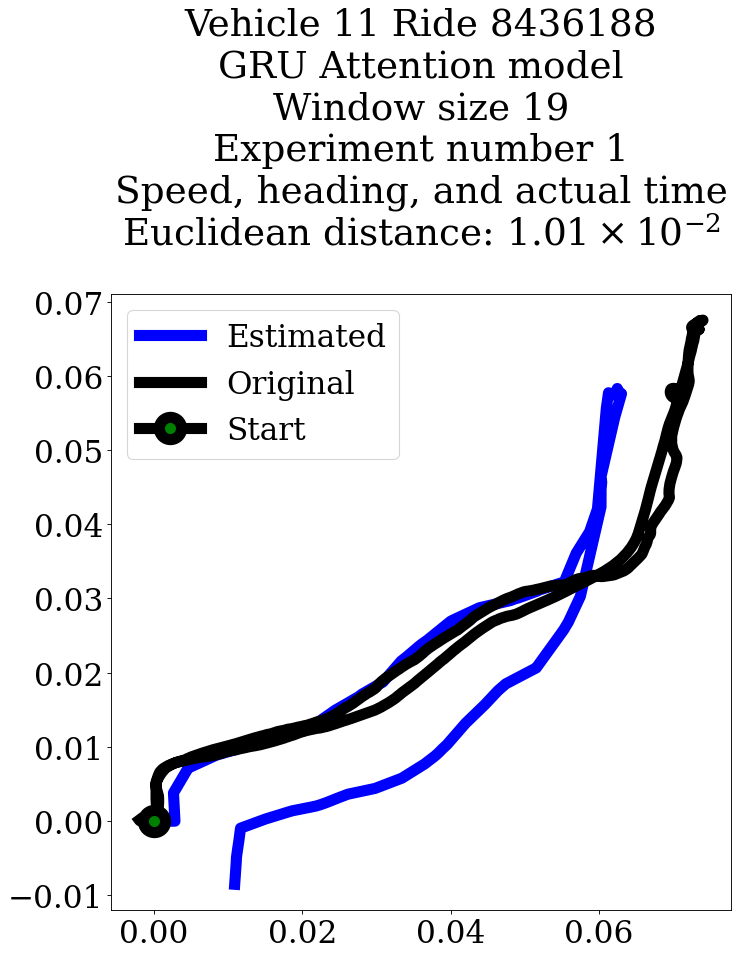 Vehicle 11 Ride 8436188
GRU Attention model
Window size 19
Experiment number 1
Speed, heading, and actual time
Euclidean distance: 1.01 × 10⁻²
Estimated
Original
Start
0.07
0.06
0.05
0.04
0.03
0.02
0.01
0.00
−0.01
0.00 0.02 0.04 0.06